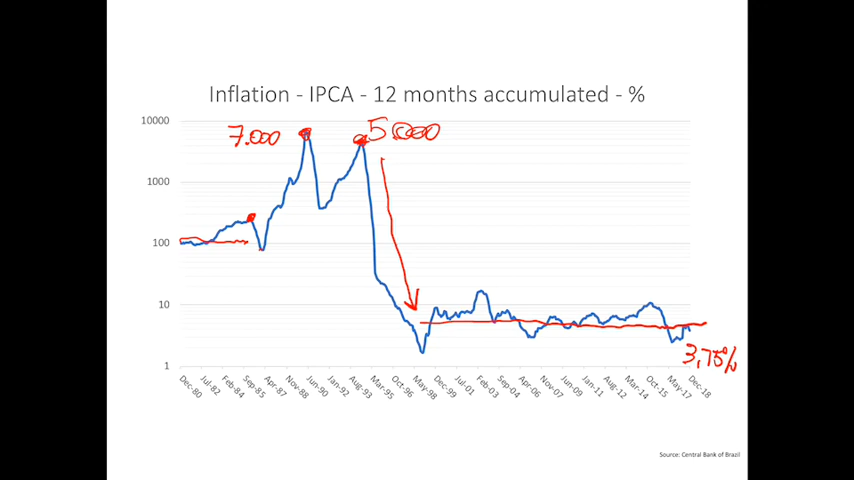 Inflation - IPCA - 12 months accumulated - %
10000
7.000
5.000
1000
100
10
1
3,75%
Dec-80 Jul-82 Feb-84 Sep-85 Apr-87 Nov-88 Jun-90 Jan-92 Aug-93 Mar-95 Oct-96 May-98 Dec-99 Jul-01 Feb-03 Sep-04 Apr-06 Nov-07 Jun-09 Jan-11 Aug-12 Mar-14 Oct-15 May-17 Dec-18
Source: Central Bank of Brazil